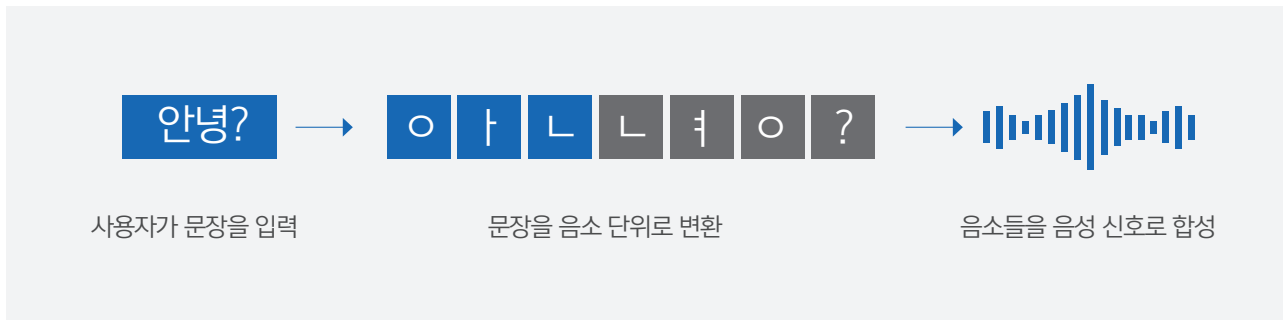 안녕?
ㅇ ㅏ ㄴ ㄴ ㅕ ㅇ ?
사용자가 문장을 입력
문장을 음소 단위로 변환
음소들을 음성 신호로 합성